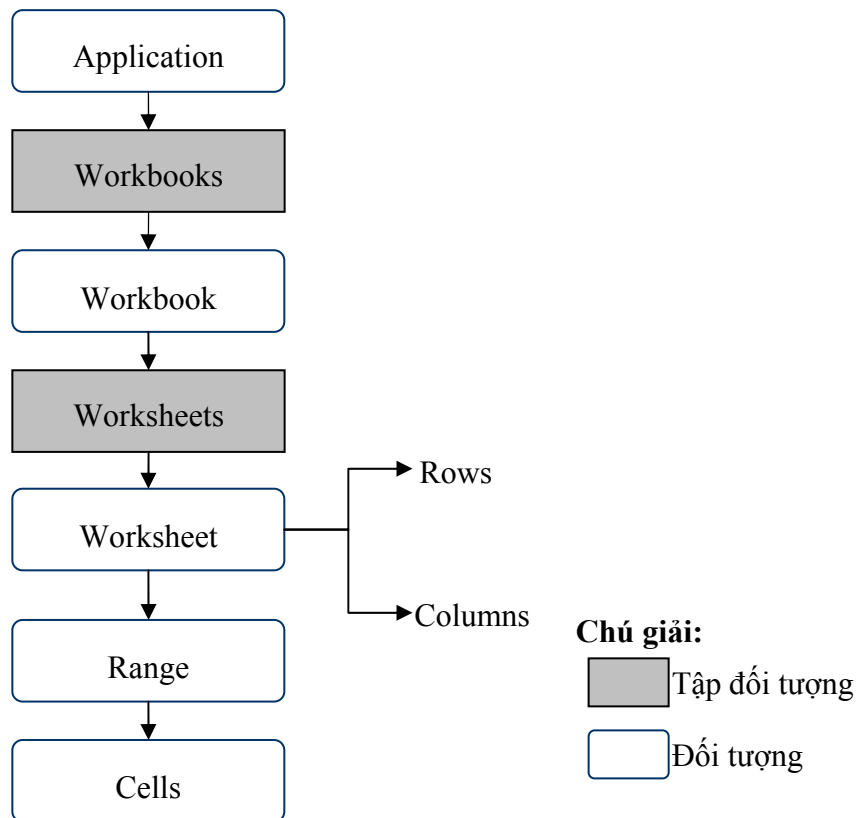 Application
Workbooks
Workbook
Worksheets
Worksheet
Rows
Columns
Range
Cells
Chú giải:
Tập đối tượng
Đối tượng